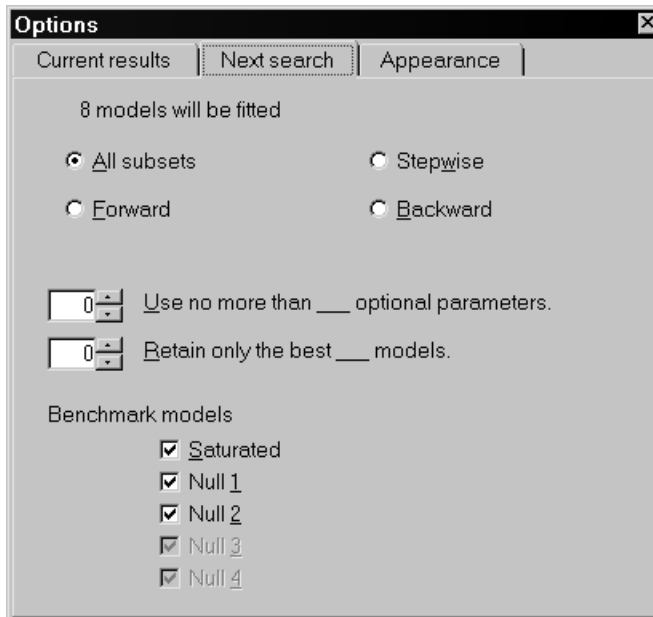 Options
Current results Next search Appearance
8 models will be fitted
All subsets Stepwise
Forward Backward
0 Use no more than ___ optional parameters.
0 Retain only the best ___ models.
Benchmark models
Saturated
Null 1
Null 2
Null 3
Null 4